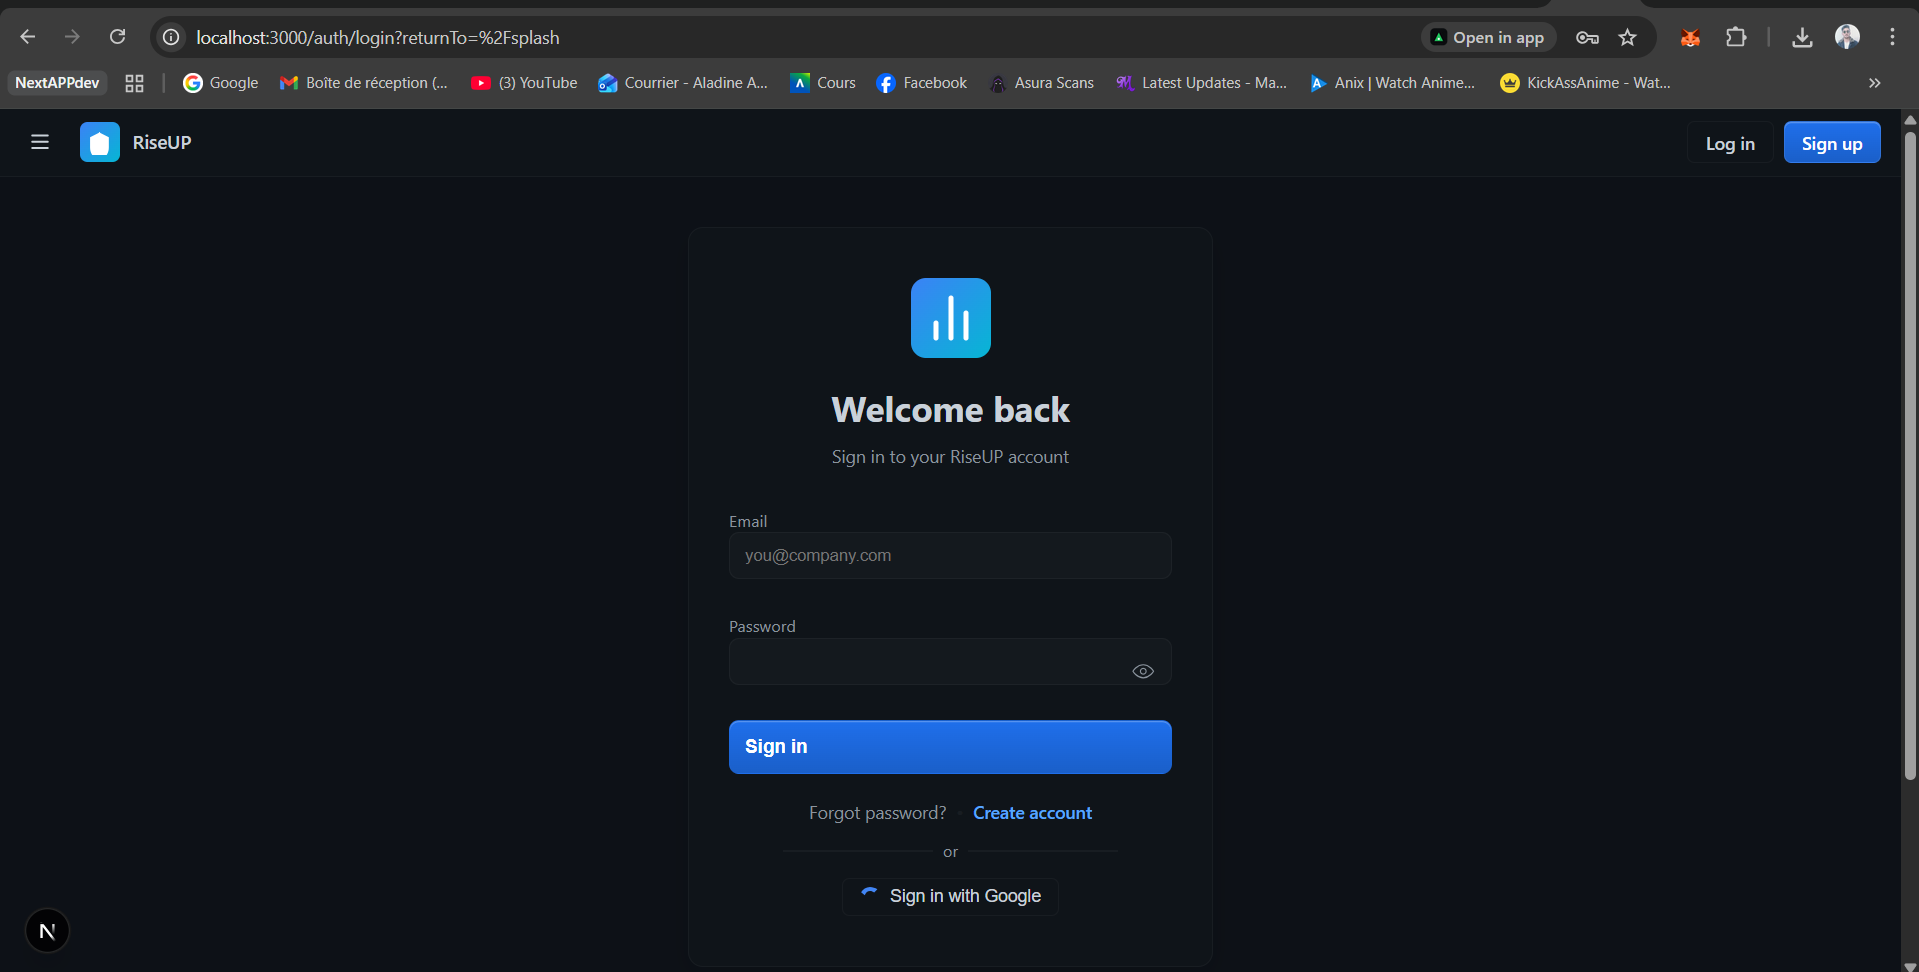 localhost:3000/auth/login?returnTo=%2Fsplash
Open in app
NextAPPdev
Google
Boîte de réception (...
(3) YouTube
Courrier - Aladine A...
Cours
Facebook
Asura Scans
Latest Updates - Ma...
Anix | Watch Anime...
KickAssAnime - Wat...
RiseUP
Log in
Sign up
Welcome back
Sign in to your RiseUP account
Email
you@company.com
Password
Sign in
Forgot password? · Create account
or
Sign in with Google
N